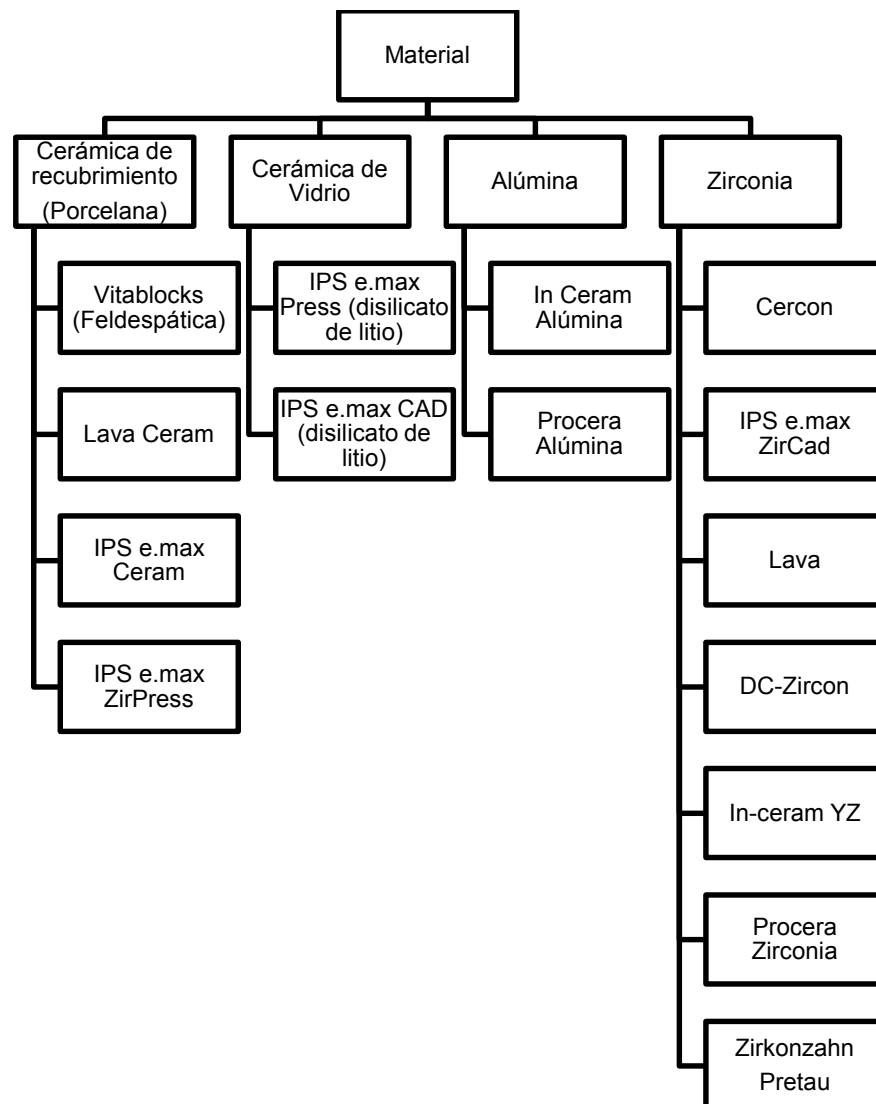 Material
Cerámica de
recubrimiento
(Porcelana)
Vitablocks
(Feldespática)
Lava Ceram
IPS e.max
Ceram
IPS e.max
ZirPress
Cerámica de
Vidrio
IPS e.max
Press (disilicato
de litio)
IPS e.max CAD
(disilicato de
litio)
Alúmina
In Ceram
Alúmina
Procera
Alúmina
Zirconia
Cercon
IPS e.max
ZirCad
Lava
DC-Zircon
In-ceram YZ
Procera
Zirconia
Zirkonzahn
Pretau